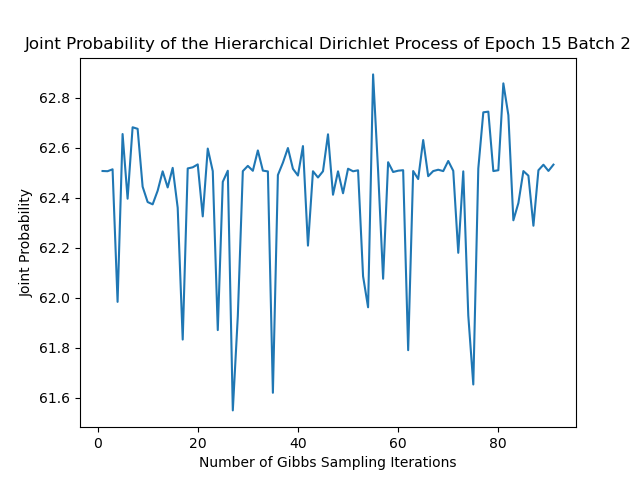 Joint Probability of the Hierarchical Dirichlet Process of Epoch 15 Batch 2
62.8
62.6
62.4
62.2
62.0
61.8
61.6
Joint Probability
0 20 40 60 80
Number of Gibbs Sampling Iterations